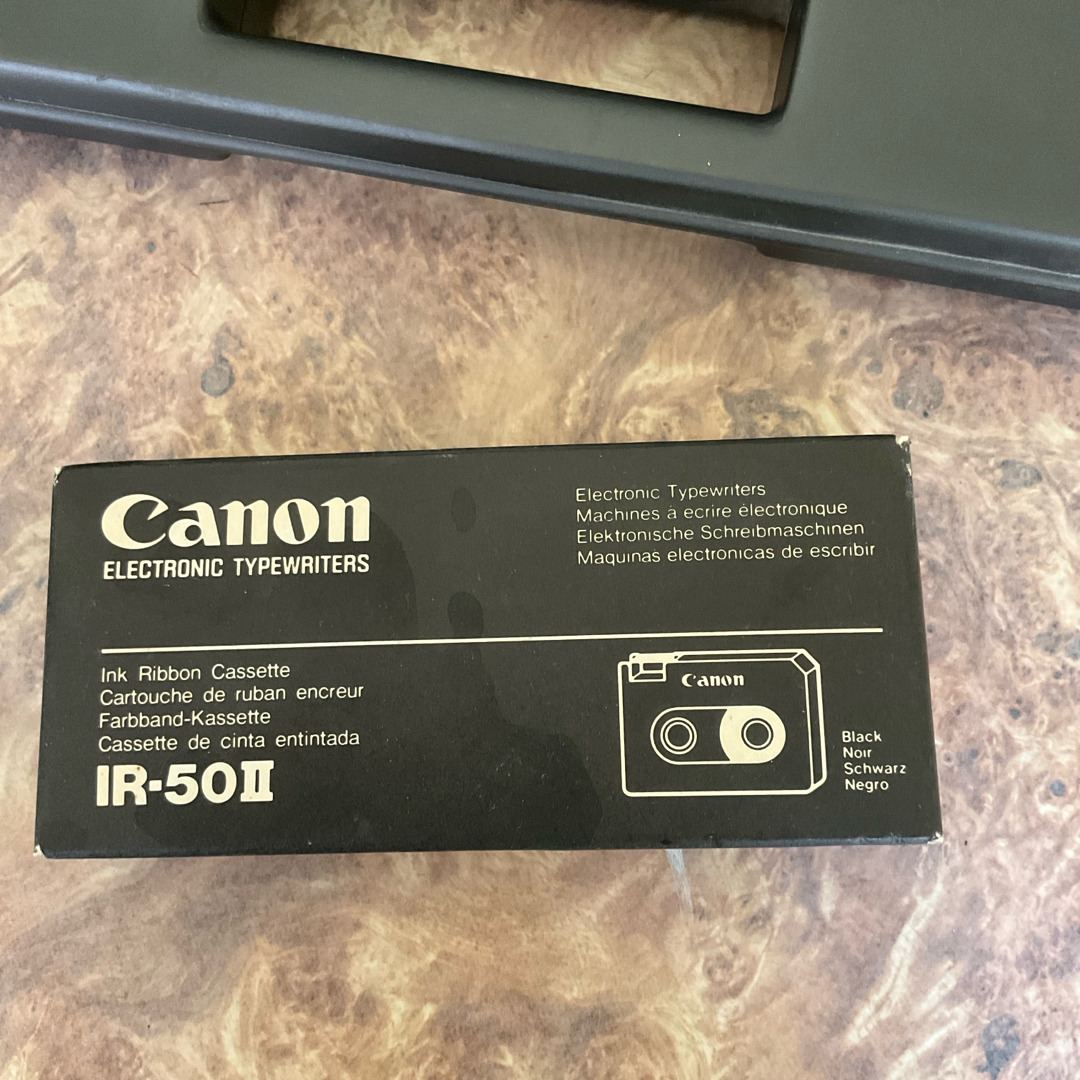 Canon
ELECTRONIC TYPEWRITERS
Electronic Typewriters
Machines à ecrire électronique
Elektronische Schreibmaschinen
Maquinas electronicas de escribir
Ink Ribbon Cassette
Cartouche de ruban encreur
Farbband-Kassette
Cassette de cinta entintada
IR-50II
Canon
Black
Noir
Schwarz
Negro